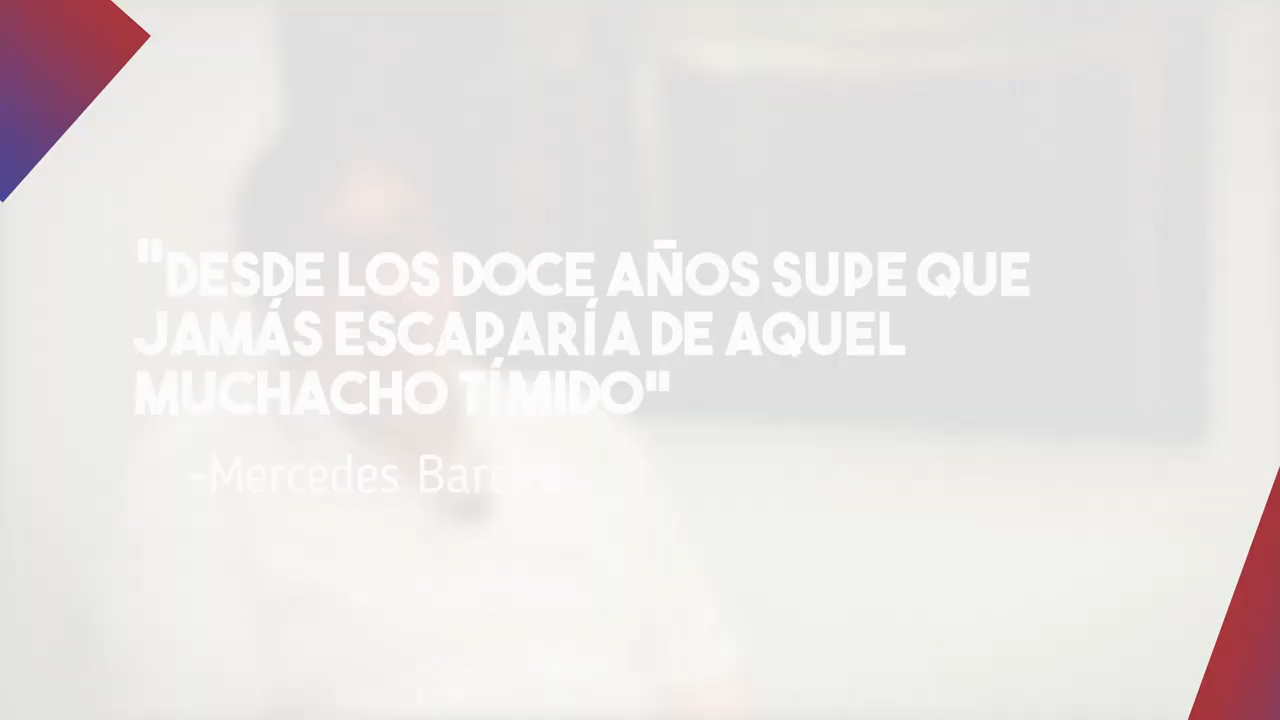 "DESDE LOS DOCE AÑOS SUPE QUE
JAMÁS ESCAPARÍA DE AQUEL
MUCHACHO TÍMIDO"
-Mercedes